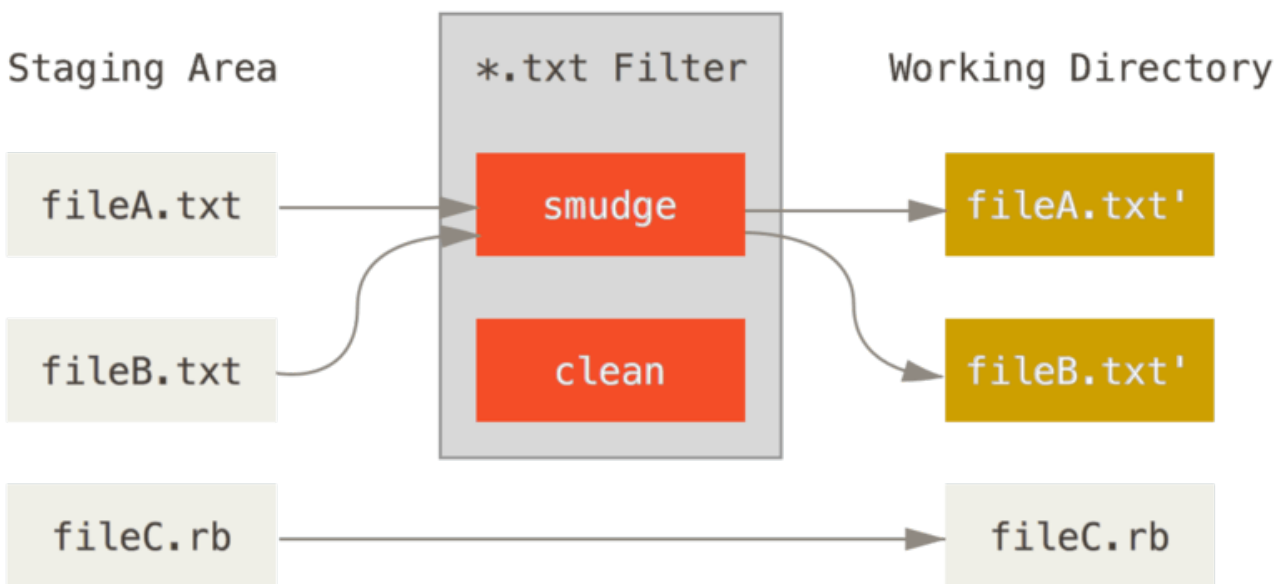 Staging Area
*.txt Filter
Working Directory
fileA.txt
smudge
fileA.txt'
fileB.txt
clean
fileB.txt'
fileC.rb
fileC.rb